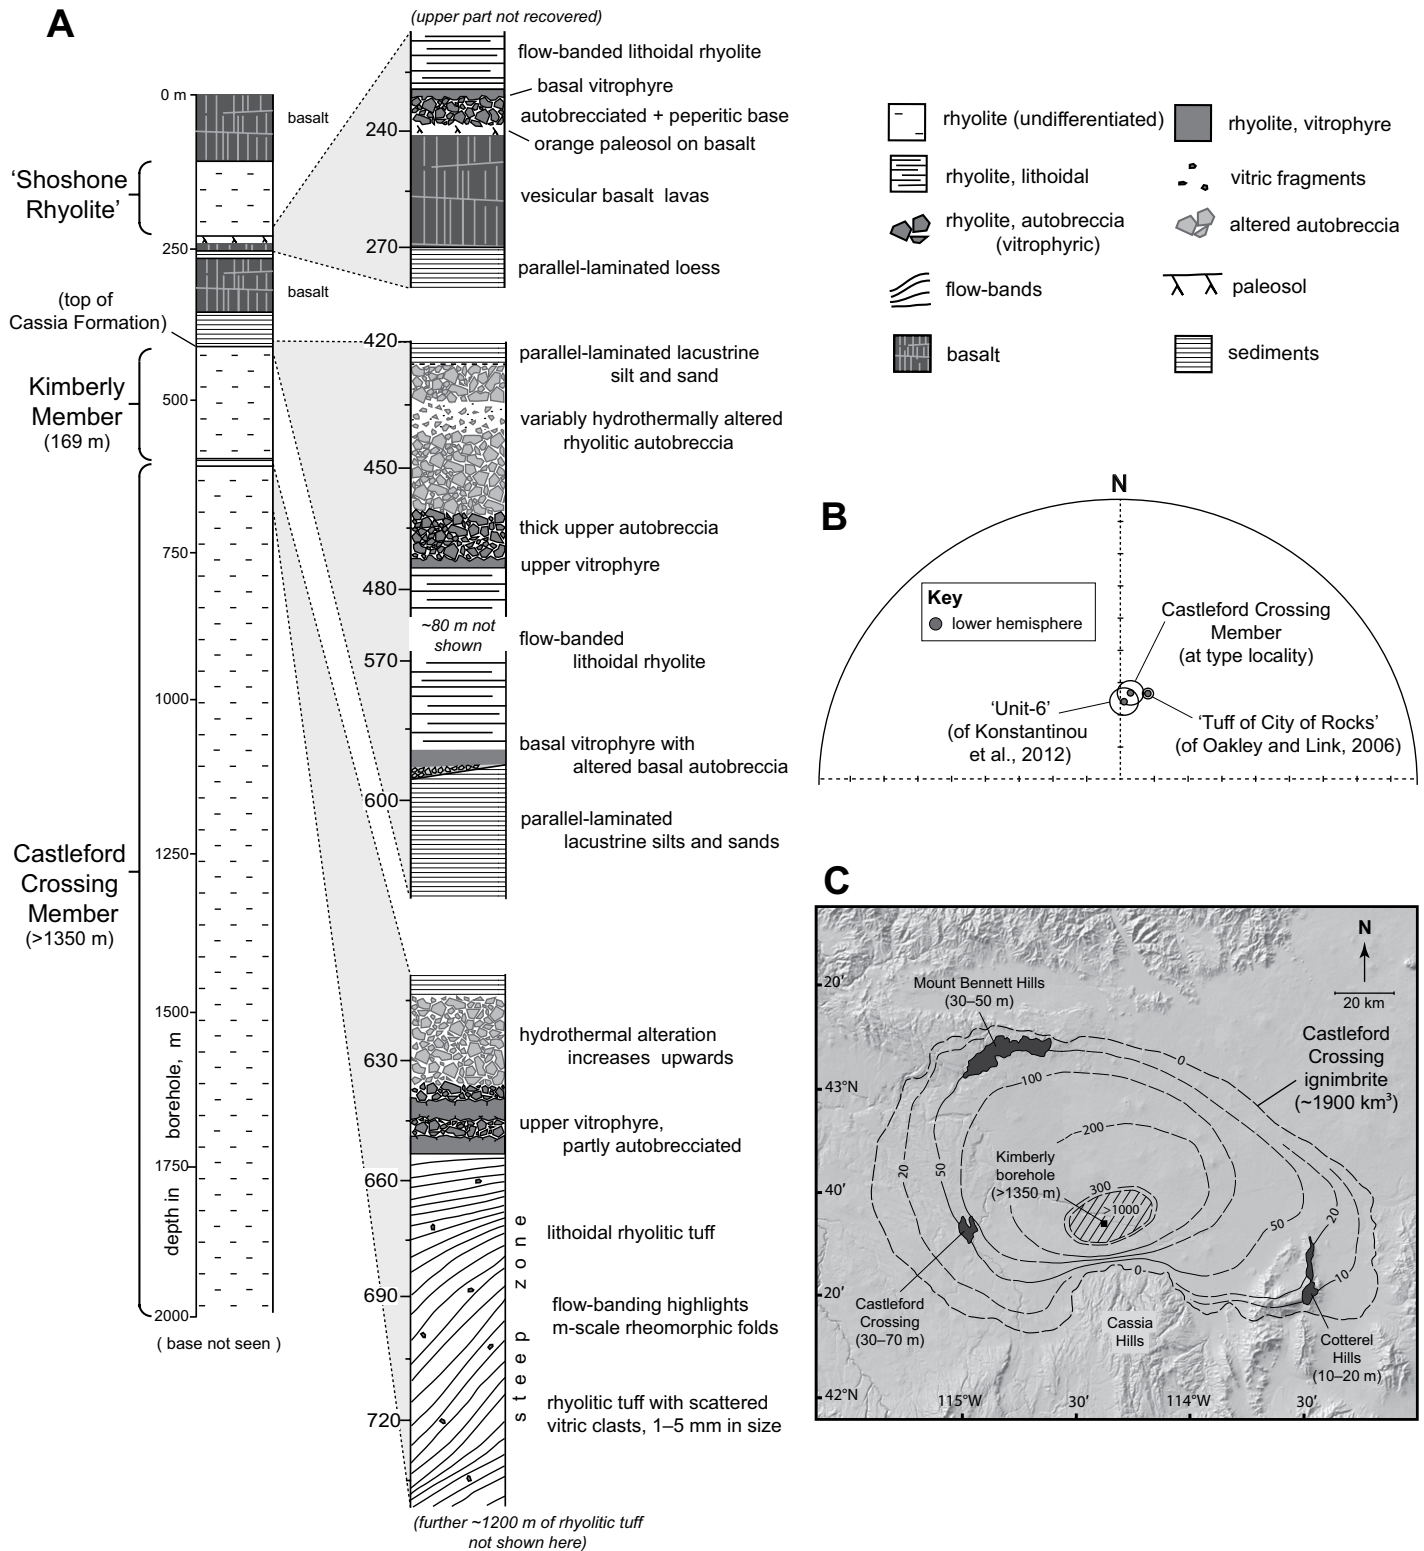 A
0 m
250
500
750
1000
1250
1500
1750
2000
depth in borehole, m
basalt
‘Shoshone
Rhyolite’
basalt
(top of
Cassia Formation)
Kimberly
Member
(169 m)
Castleford
Crossing
Member
(>1350 m)
( base not seen )
(upper part not recovered)
flow-banded lithoidal rhyolite
basal vitrophyre
autobrecciated + peperitic base
240
orange paleosol on basalt
vesicular basalt lavas
270
parallel-laminated loess
420
parallel-laminated lacustrine
silt and sand
variably hydrothermally altered
rhyolitic autobreccia
450
thick upper autobreccia
upper vitrophyre
480
~80 m not
shown
flow-banded
lithoidal rhyolite
570
basal vitrophyre with
altered basal autobreccia
600
parallel-laminated
lacustrine silts and sands
hydrothermal alteration
increases upwards
630
upper vitrophyre,
partly autobrecciated
660
lithoidal rhyolitic tuff
690
flow-banding highlights
m-scale rheomorphic folds
steep zone
720
rhyolitic tuff with scattered
vitric clasts, 1–5 mm in size
(further ~1200 m of rhyolitic tuff
not shown here)
rhyolite (undifferentiated)
rhyolite, lithoidal
rhyolite, autobreccia
(vitrophyric)
flow-bands
basalt
rhyolite, vitrophyre
vitric fragments
altered autobreccia
paleosol
sediments
B
N
Key
lower hemisphere
Castleford Crossing
Member
(at type locality)
‘Unit-6’
(of Konstantinou
et al., 2012)
‘Tuff of City of Rocks’
(of Oakley and Link, 2006)
C
N
20 km
20′
43°N
40′
20′
42°N
115°W
30′
114°W
30′
Mount Bennett Hills
(30–50 m)
Castleford
Crossing
ignimbrite
(~1900 km³)
0
100
200
20
50
Kimberly
borehole
(>1350 m)
300
>1000
50
20
10
0
Castleford
Crossing
(30–70 m)
Cassia
Hills
Cotterel
Hills
(10–20 m)